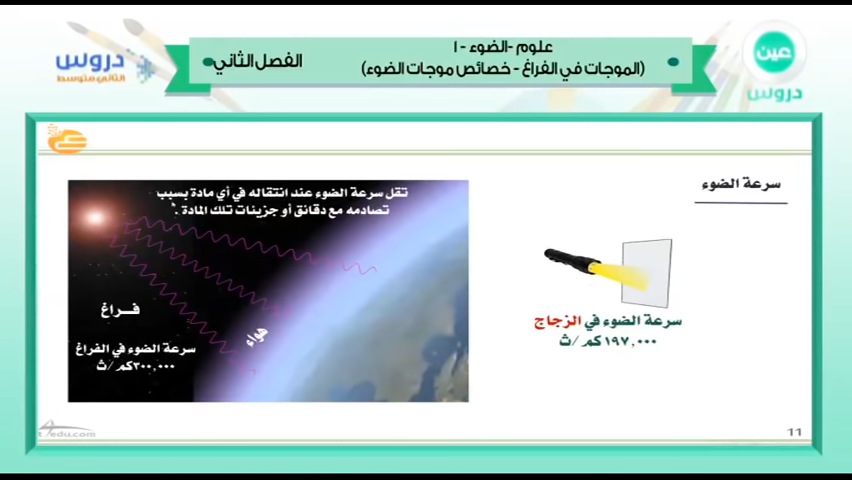 علوم -الضوء - ١
(الموجات في الفراغ - خصائص موجات الضوء)
الفصل الثاني
عين
دروس
دروس
الثاني متوسط
سرعة الضوء
تقل سرعة الضوء عند انتقاله في أي مادة بسبب
تصادمه مع دقائق أو جزيئات تلك المادة .
فراغ
هواء
سرعة الضوء في الفراغ
٣٠٠,٠٠٠كم /ث
سرعة الضوء في الزجاج
١٩٧,٠٠٠ كم /ث
11